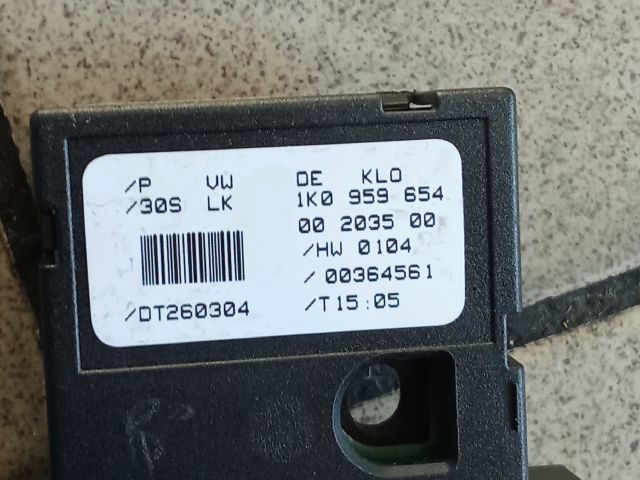 /P VW DE KLO
/30S LK 1K0 959 654
00 2035 00
/HW 0104
/ 00364561
/DT260304 /T15:05